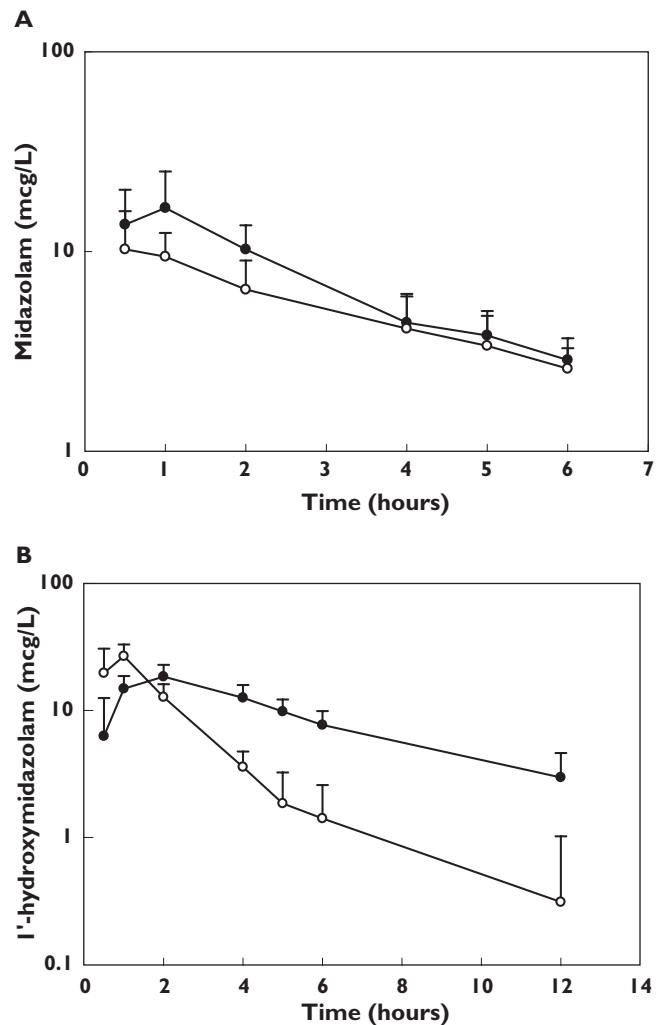 A
100
10
1
Midazolam (mcg/L)
0 1 2 3 4 5 6 7
Time (hours)
B
100
10
1
0.1
1'-hydroxymidazolam (mcg/L)
0 2 4 6 8 10 12 14
Time (hours)